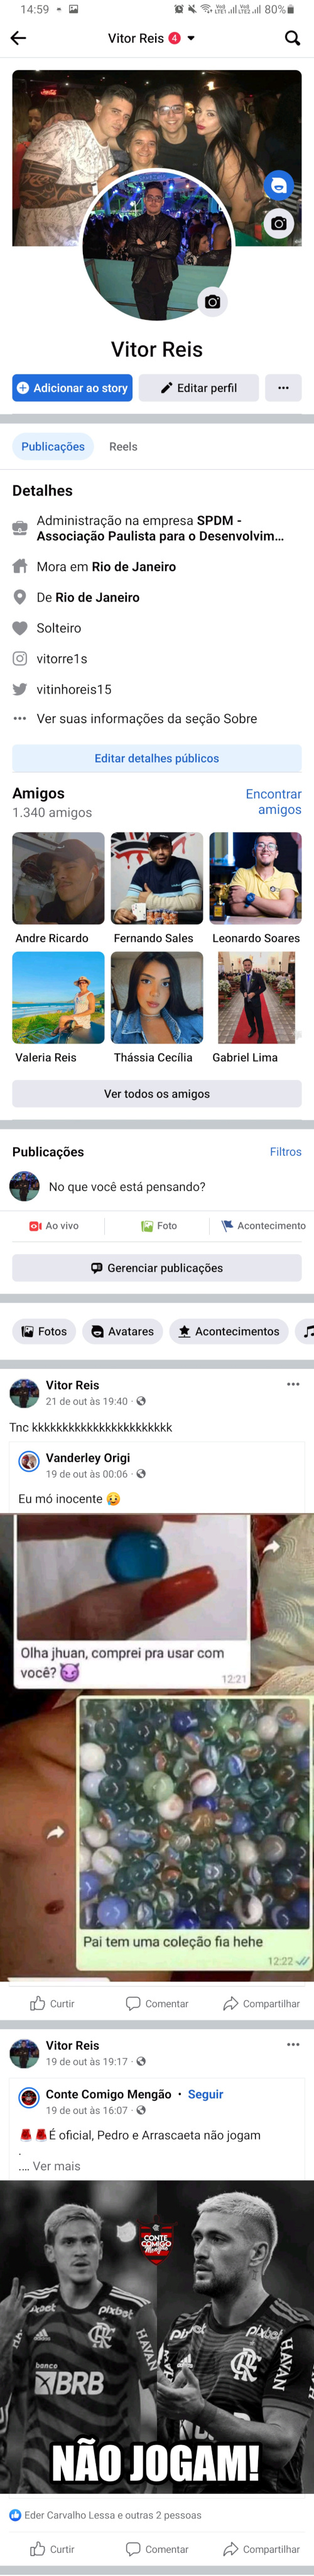 14:59
80%
Vitor Reis 4
Vitor Reis
Adicionar ao story
Editar perfil
Publicações
Reels
Detalhes
Administração na empresa SPDM -
Associação Paulista para o Desenvolvim...
Mora em Rio de Janeiro
De Rio de Janeiro
Solteiro
vitorre1s
vitinhoreis15
Ver suas informações da seção Sobre
Editar detalhes públicos
Amigos
Encontrar
amigos
1.340 amigos
Andre Ricardo
Fernando Sales
Leonardo Soares
Valeria Reis
Thássia Cecília
Gabriel Lima
Ver todos os amigos
Publicações
Filtros
No que você está pensando?
Ao vivo
Foto
Acontecimento
Gerenciar publicações
Fotos
Avatares
Acontecimentos
Vitor Reis
21 de out às 19:40
Tnc kkkkkkkkkkkkkkkkkkkkkkk
Vanderley Origi
19 de out às 00:06
Eu mó inocente 😥
Olha jhuan, comprei pra usar com
você? 😈
12:21
Pai tem uma coleção fia hehe
12:22
Curtir
Comentar
Compartilhar
Vitor Reis
19 de out às 19:17
Conte Comigo Mengão · Seguir
19 de out às 16:07
É oficial, Pedro e Arrascaeta não jogam
.
.... Ver mais
CONTE
COMIGO
Mengão
pixbet
pixbet
HAVAN
banco
BRB
pixbet
HAVAN
NÃO JOGAM!
Eder Carvalho Lessa e outras 2 pessoas
Curtir
Comentar
Compartilhar